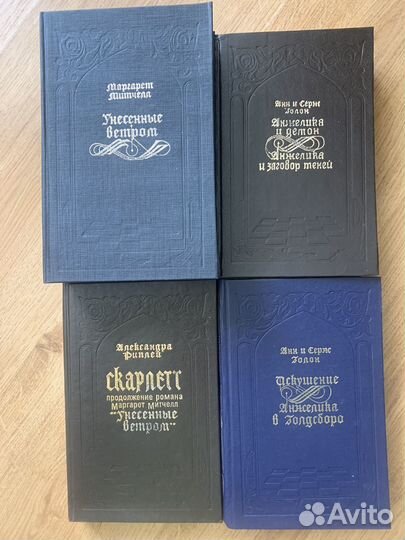 Маргарет
Митчелл
Унесенные
ветром
Анн и Серж
Голон
Анжелика
и демон
Анжелика
и заговор теней
Александра
Риплей
Скарлетт
продолжение романа
Маргарет Митчелл
"Унесенные
ветром"
Анн и Серж
Голон
Искушение
Анжелика
в Голдсборо
Avito